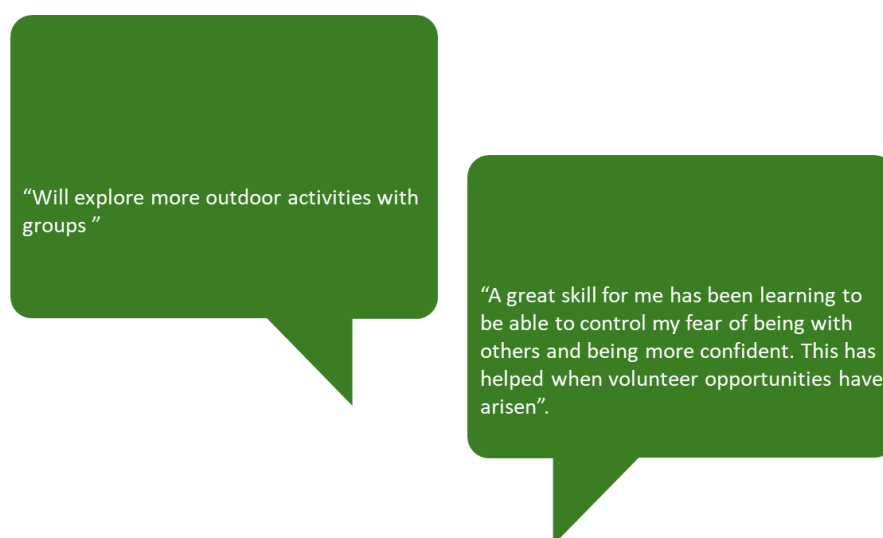 “Will explore more outdoor activities with
groups ”
“A great skill for me has been learning to
be able to control my fear of being with
others and being more confident. This has
helped when volunteer opportunities have
arisen”.